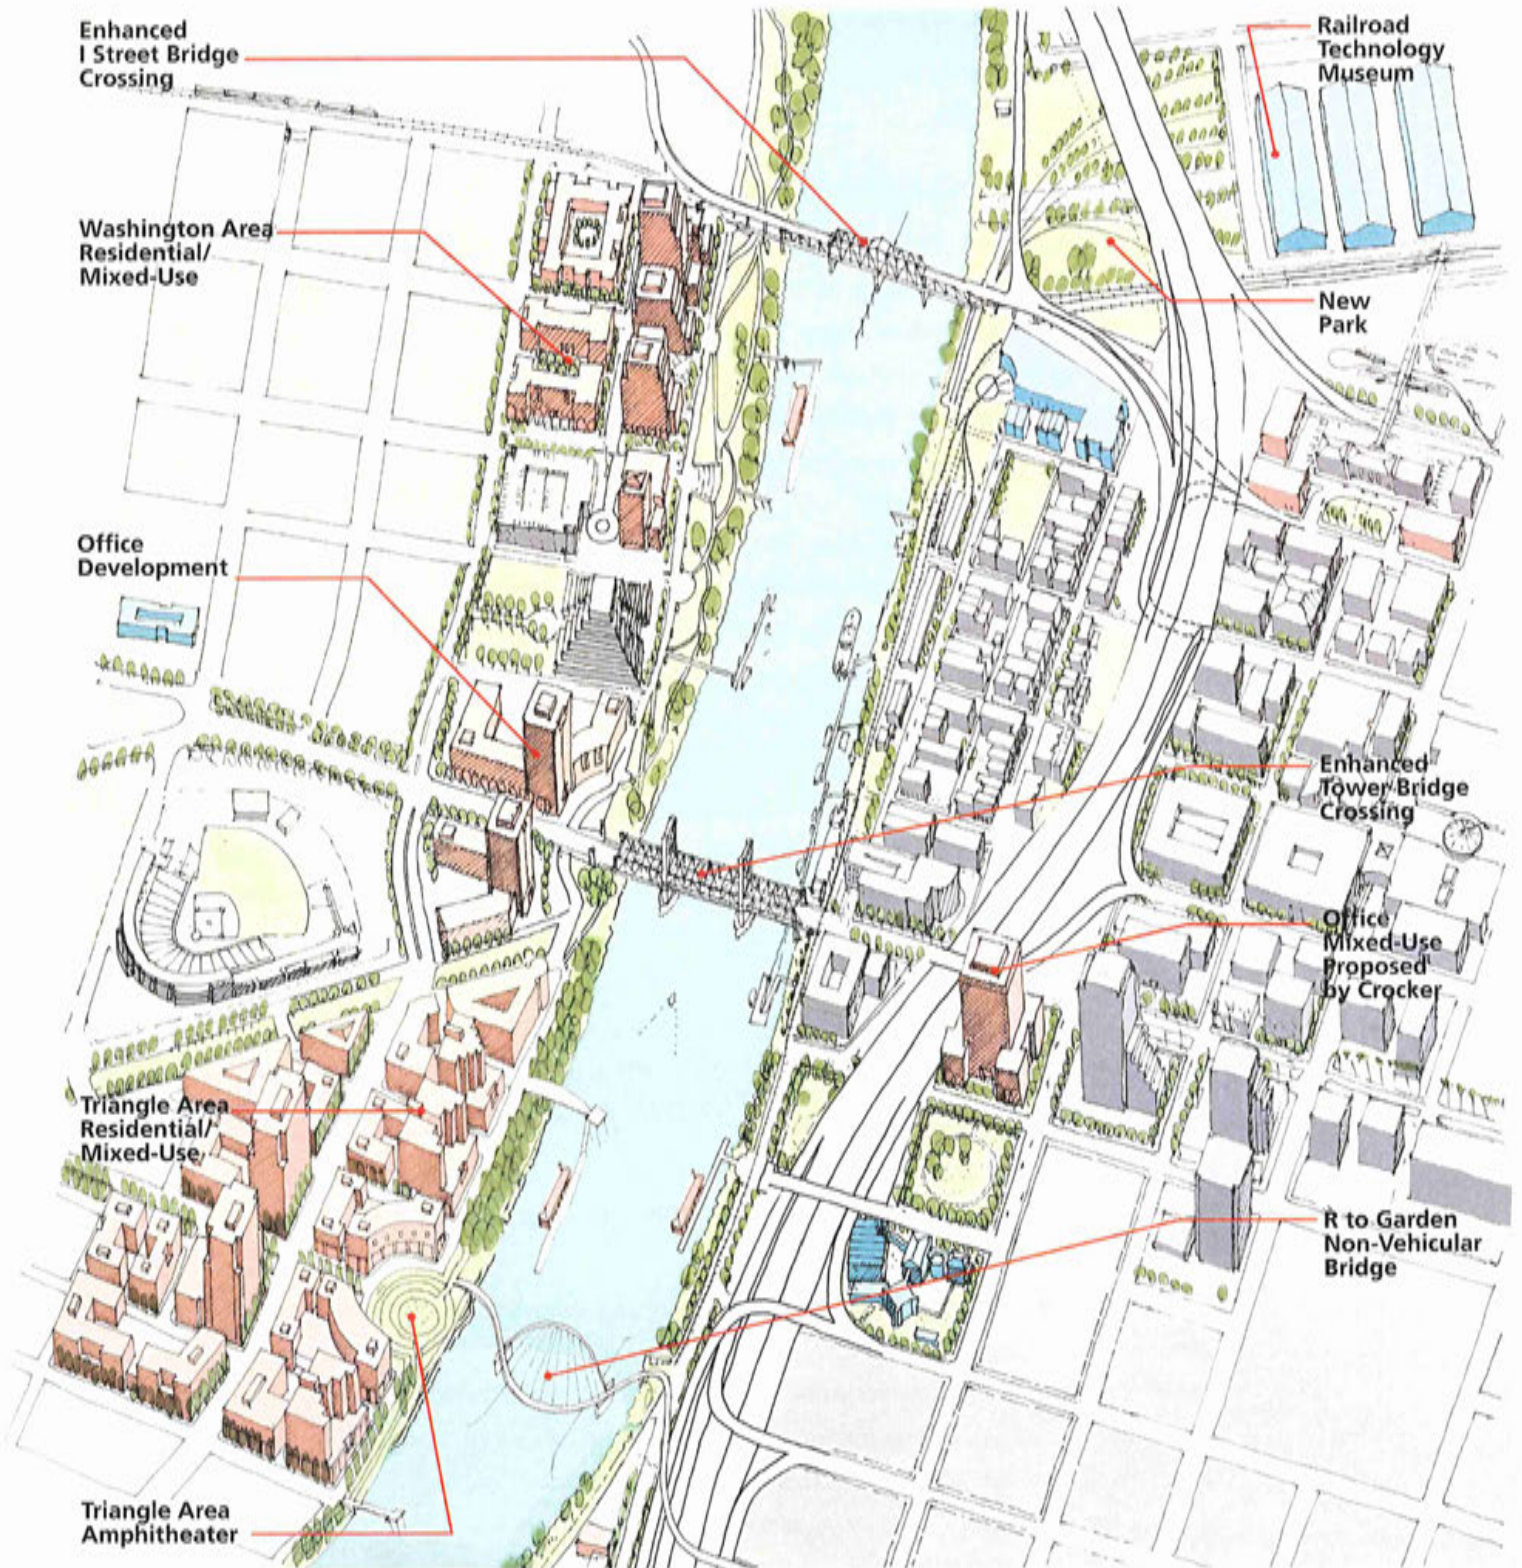 Enhanced
I Street Bridge
Crossing
Railroad
Technology
Museum
Washington Area
Residential/
Mixed-Use
New
Park
Office
Development
Enhanced
Tower Bridge
Crossing
Office
Mixed-Use
Proposed
by Crocker
Triangle Area
Residential/
Mixed-Use
R to Garden
Non-Vehicular
Bridge
Triangle Area
Amphitheater